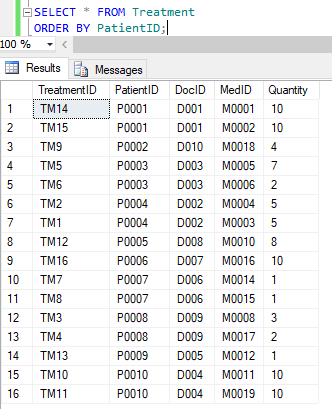 SELECT * FROM Treatment
ORDER BY PatientID;
100 %
Results Messages
TreatmentID PatientID DocID MedID Quantity
1 TM14 P0001 D001 M0001 10
2 TM15 P0001 D001 M0002 10
3 TM9 P0002 D010 M0018 4
4 TM5 P0003 D003 M0005 7
5 TM6 P0003 D003 M0006 2
6 TM2 P0004 D002 M0004 5
7 TM1 P0004 D002 M0003 5
8 TM12 P0005 D008 M0010 8
9 TM16 P0006 D007 M0016 10
10 TM7 P0007 D006 M0014 1
11 TM8 P0007 D006 M0015 1
12 TM3 P0008 D009 M0008 3
13 TM4 P0008 D009 M0017 2
14 TM13 P0009 D005 M0012 1
15 TM10 P0010 D004 M0011 10
16 TM11 P0010 D004 M0019 10